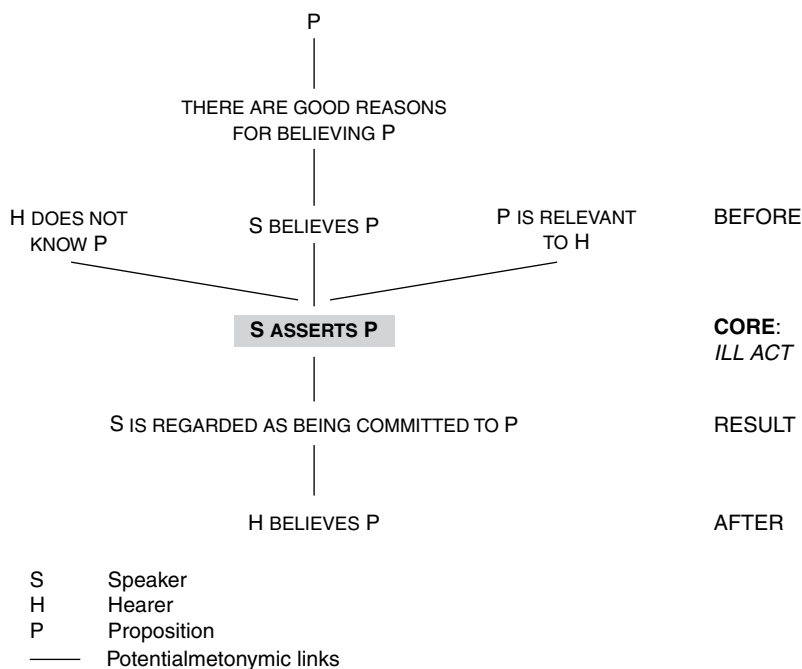 P
THERE ARE GOOD REASONS
FOR BELIEVING P
H DOES NOT
KNOW P
S BELIEVES P
P IS RELEVANT
TO H
BEFORE
S ASSERTS P
CORE:
ILL ACT
S IS REGARDED AS BEING COMMITTED TO P
RESULT
H BELIEVES P
AFTER
S Speaker
H Hearer
P Proposition
Potentialmetonymic links